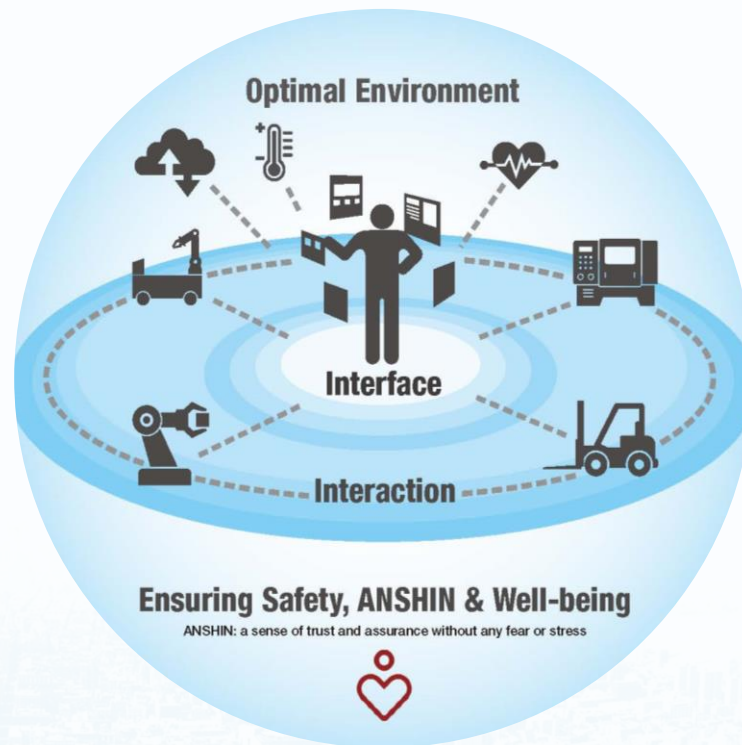 Optimal Environment
Interface
Interaction
Ensuring Safety, ANSHIN & Well-being
ANSHIN: a sense of trust and assurance without any fear or stress